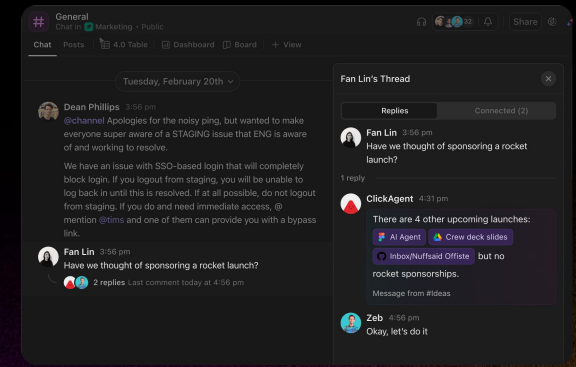 General
Chat in Marketing • Public
32
Share
Chat
Posts
4.0 Table
Dashboard
Board
+ View
Tuesday, February 20th
Dean Phillips 3:56 pm
@channel Apologies for the noisy ping, but wanted to make
everyone super aware of a STAGING issue that ENG is aware
of and working to resolve.
We have an issue with SSO-based login that will completely
block login. If you logout from staging, you will be unable to
log back in until this is resolved. If at all possible, do not logout
from staging. If you do and need immediate access, @
mention @tims and one of them can provide you with a bypass
link.
Fan Lin 3:56 pm
Have we thought of sponsoring a rocket launch?
2 replies Last comment today at 4:56 pm
Fan Lin's Thread
Replies
Connected (2)
Fan Lin 3:56 pm
Have we thought of sponsoring a rocket
launch?
1 reply
ClickAgent 4:31 pm
There are 4 other upcoming launches:
AI Agent
Crew deck slides
Inbox/Nuffsaid Offiste but no
rocket sponsorships.
Message from #Ideas
Zeb 4:56 pm
Okay, let's do it